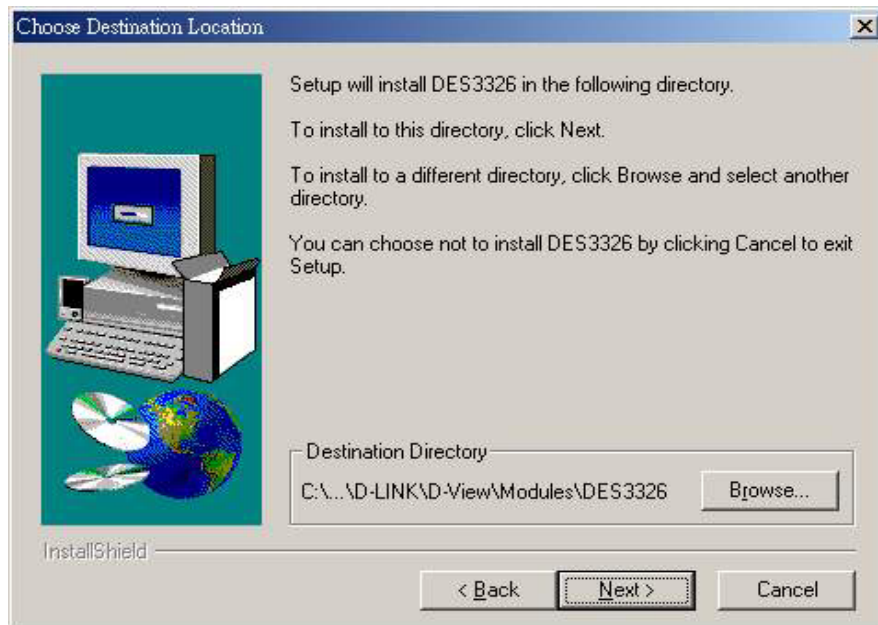 Choose Destination Location
Setup will install DES3326 in the following directory.
To install to this directory, click Next.
To install to a different directory, click Browse and select another
directory.
You can choose not to install DES3326 by clicking Cancel to exit
Setup.
Destination Directory
C:\...\D-LINK\D-View\Modules\DES3326
Browse...
InstallShield
< Back
Next >
Cancel